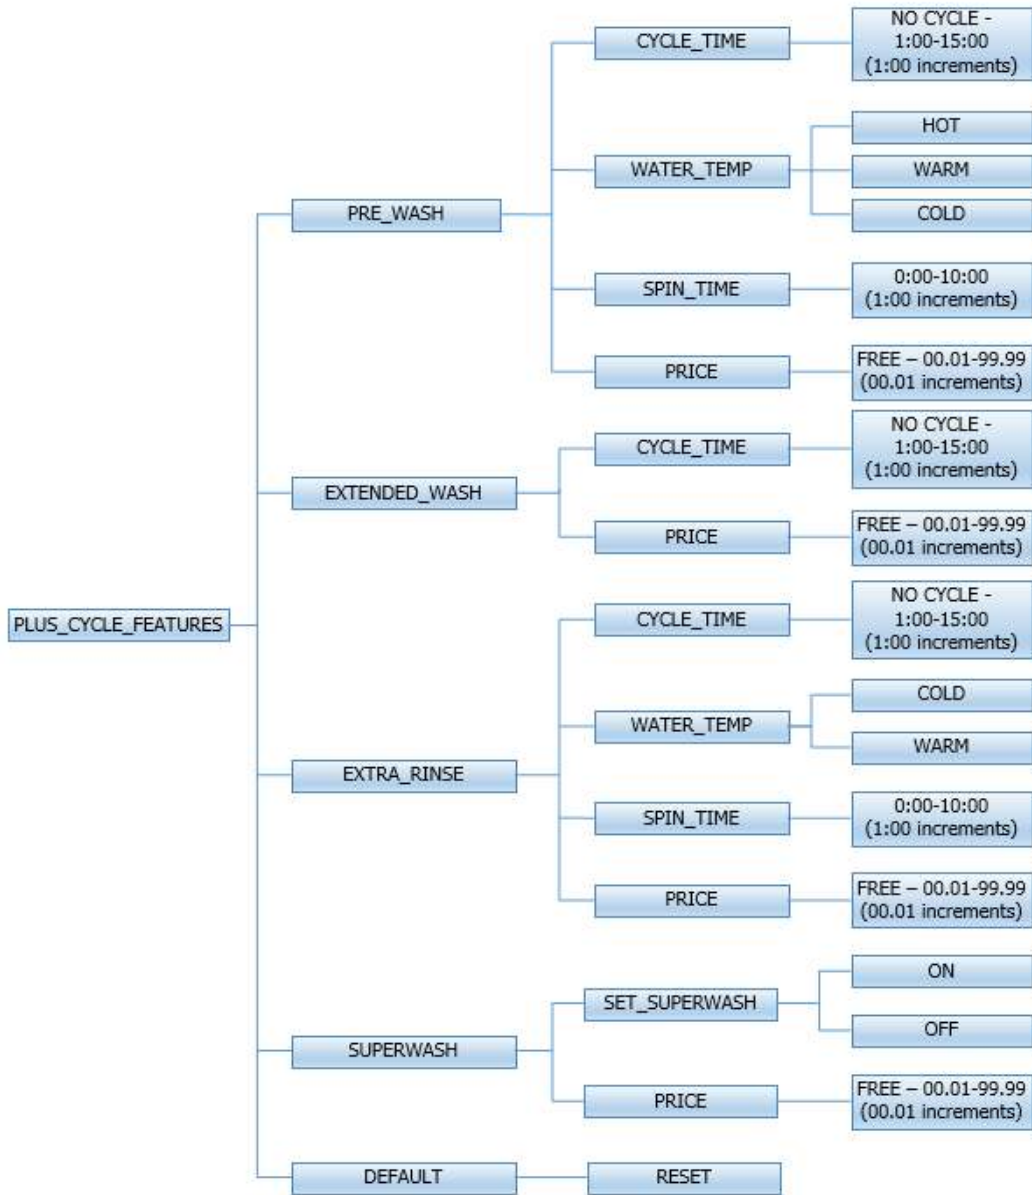 PLUS_CYCLE_FEATURES
PRE_WASH
CYCLE_TIME
NO CYCLE -
1:00-15:00
(1:00 increments)
WATER_TEMP
HOT
WARM
COLD
SPIN_TIME
0:00-10:00
(1:00 increments)
PRICE
FREE – 00.01-99.99
(00.01 increments)
EXTENDED_WASH
CYCLE_TIME
NO CYCLE -
1:00-15:00
(1:00 increments)
PRICE
FREE – 00.01-99.99
(00.01 increments)
EXTRA_RINSE
CYCLE_TIME
NO CYCLE -
1:00-15:00
(1:00 increments)
WATER_TEMP
COLD
WARM
SPIN_TIME
0:00-10:00
(1:00 increments)
PRICE
FREE – 00.01-99.99
(00.01 increments)
SUPERWASH
SET_SUPERWASH
ON
OFF
PRICE
FREE – 00.01-99.99
(00.01 increments)
DEFAULT
RESET